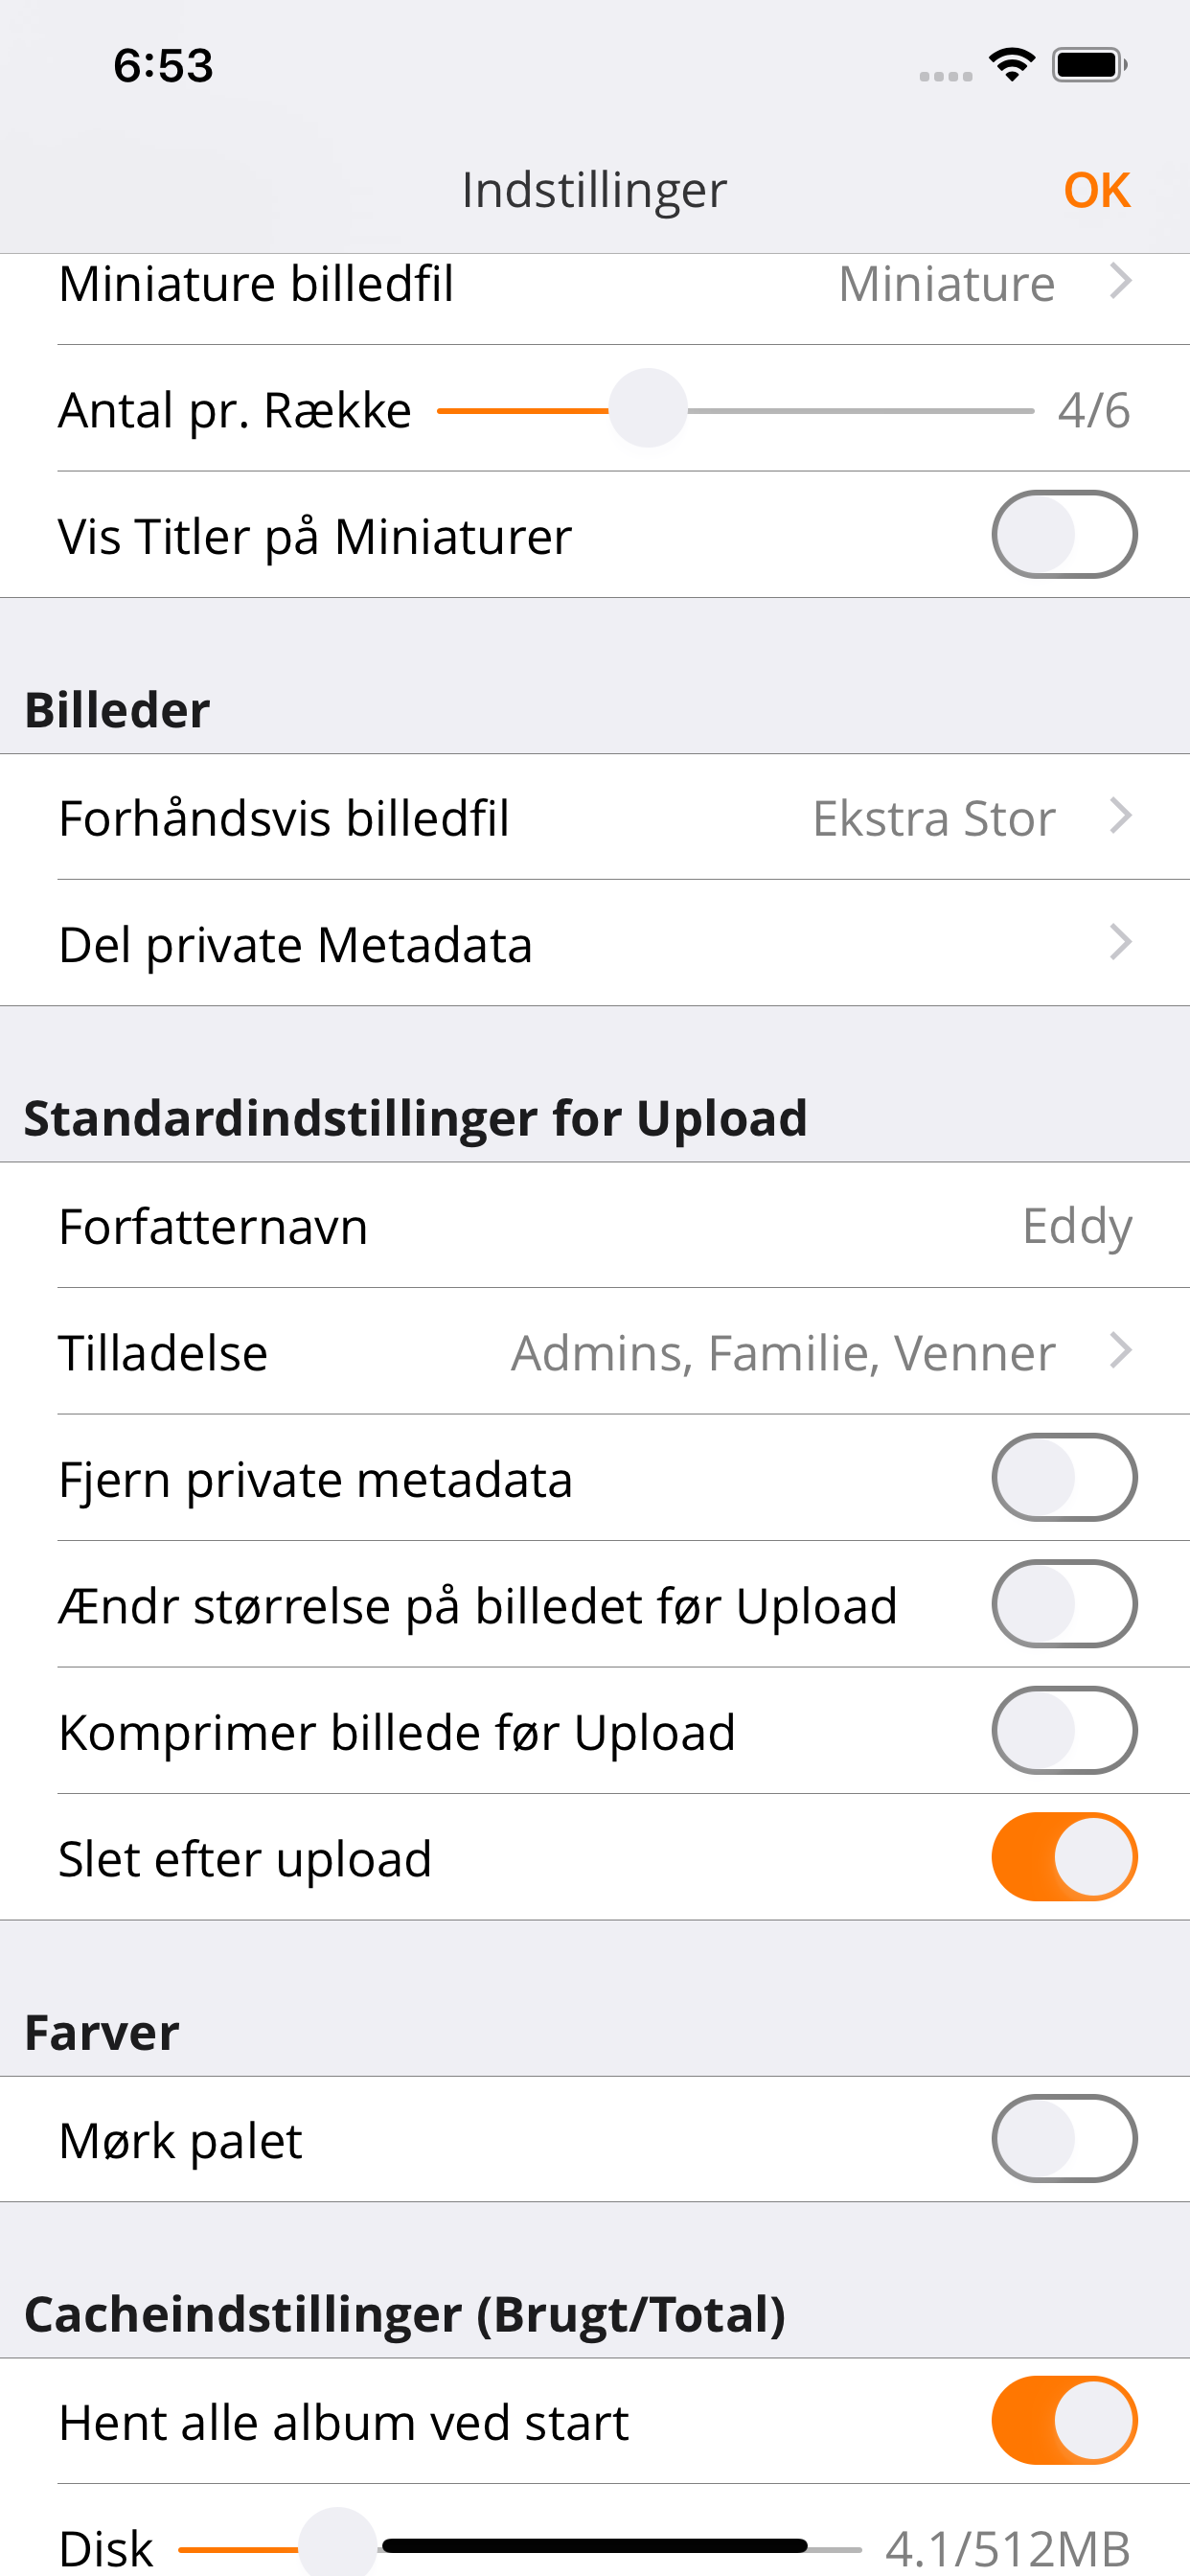 6:53
Indstillinger
OK
Miniature billedfil Miniature
Antal pr. Række 4/6
Vis Titler på Miniaturer
Billeder
Forhåndsvis billedfil Ekstra Stor
Del private Metadata
Standardindstillinger for Upload
Forfatternavn Eddy
Tilladelse Admins, Familie, Venner
Fjern private metadata
Ændr størrelse på billedet før Upload
Komprimer billede før Upload
Slet efter upload
Farver
Mørk palet
Cacheindstillinger (Brugt/Total)
Hent alle album ved start
Disk 4.1/512MB